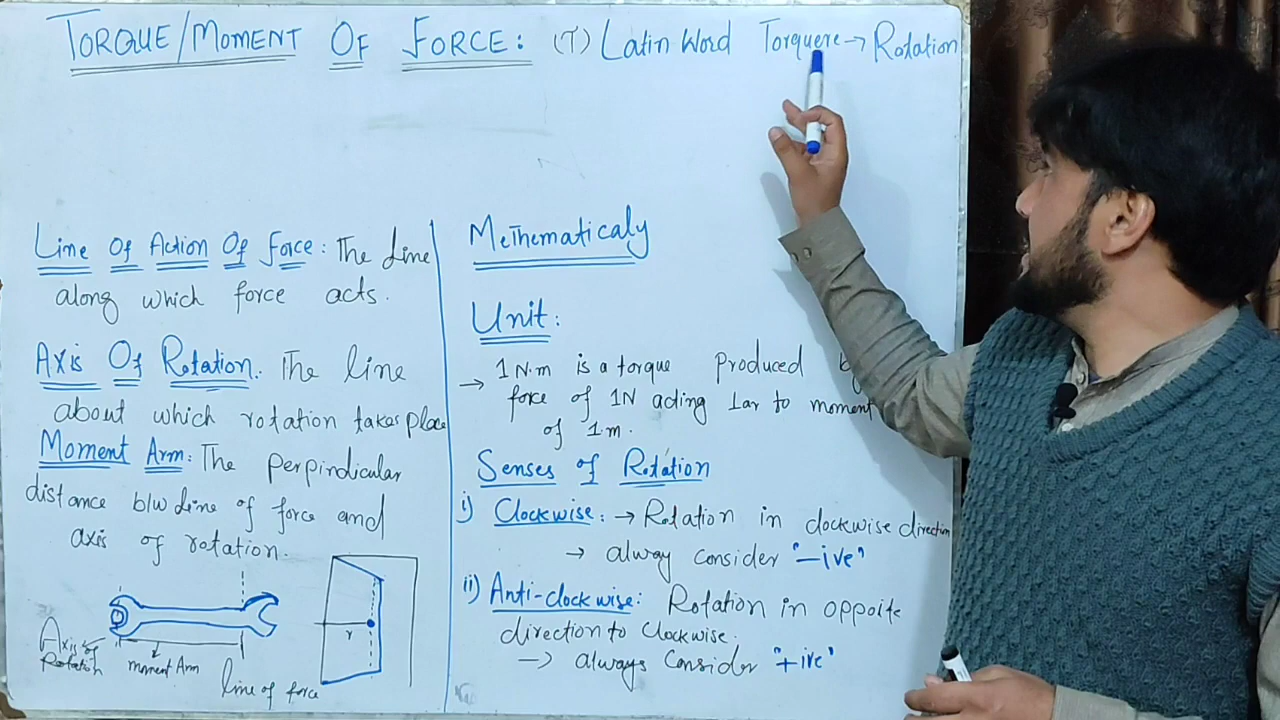 TORQUE/MOMENT OF FORCE: (T) Latin Word Torquere → Rotation
Line Of Action Of Force: The Line
along which force acts.
Axis Of Rotation. The line
about which rotation takes place
Moment Arm: The perpindicular
distance b/w Line of force and
axis of rotation.
Axis of
Rotation
moment Arm
line of force
r
Methematicaly
Unit:
→ 1 N.m is a torque produced by
force of 1N acting Lar to moment
of 1m.
Senses of Rotation
i) Clockwise: → Rotation in clockwise direction
→ alway consider "-ive"
ii) Anti-clockwise: Rotation in oppoite
direction to Clockwise.
→ always Consider "+ive"